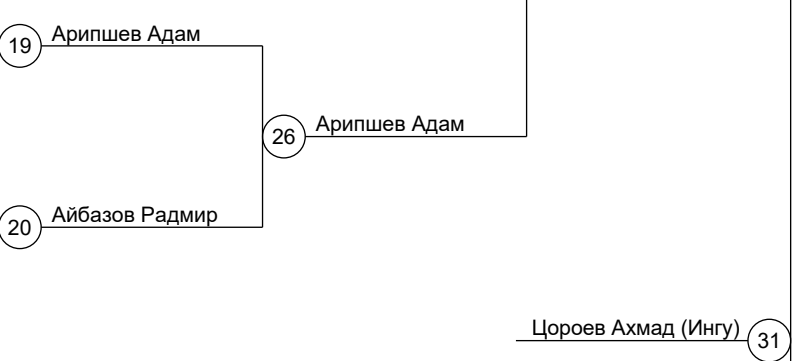 19 Арипшев Адам
26 Арипшев Адам
20 Айбазов Радмир
Цороев Ахмад (Ингу) 31